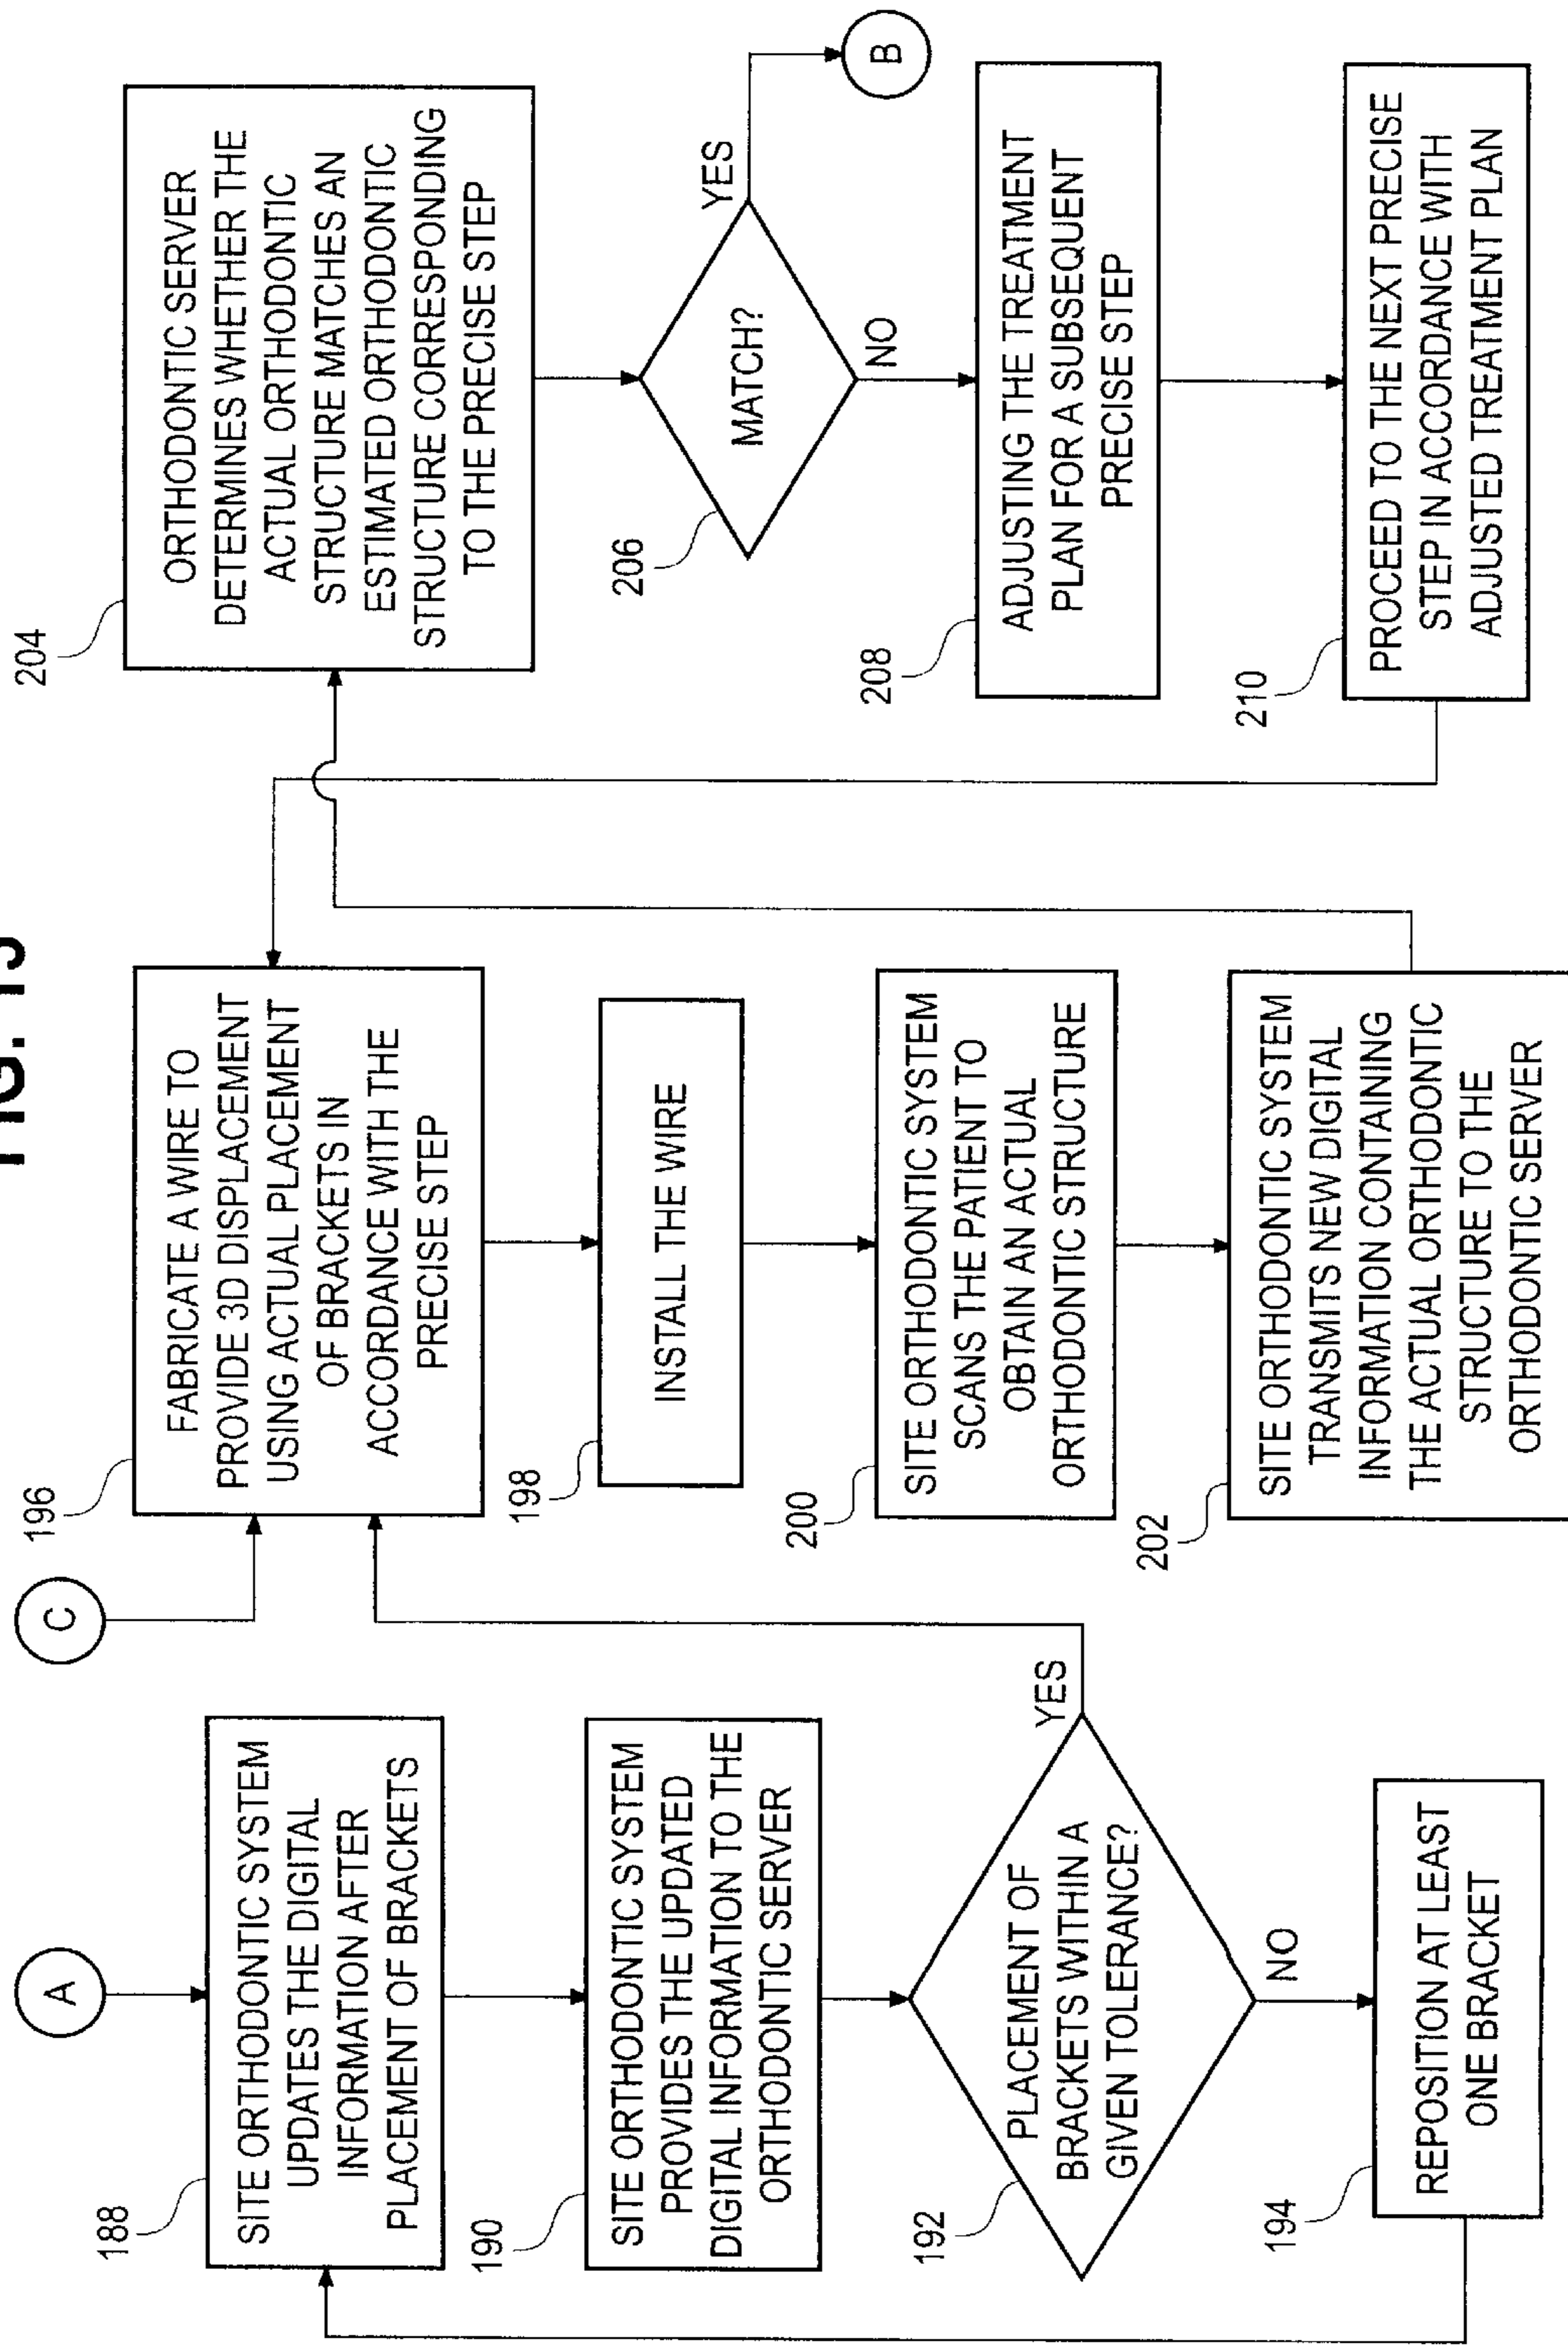 FIG.
A
188
SITE ORTHODONTIC SYSTEM
UPDATES THE DIGITAL
INFORMATION AFTER
PLACEMENT OF BRACKETS
190
SITE ORTHODONTIC SYSTEM
PROVIDES THE UPDATED
DIGITAL INFORMATION TO THE
ORTHODONTIC SERVER
192
PLACEMENT OF
BRACKETS WITHIN A
GIVEN TOLERANCE?
YES
NO
194
REPOSITION AT LEAST
ONE BRACKET
C
196
FABRICATE A WIRE TO
PROVIDE 3D DISPLACEMENT
USING ACTUAL PLACEMENT
OF BRACKETS IN
ACCORDANCE WITH THE
PRECISE STEP
198
INSTALL THE WIRE
200
SITE ORTHODONTIC SYSTEM
SCANS THE PATIENT TO
OBTAIN AN ACTUAL
ORTHODONTIC STRUCTURE
202
SITE ORTHODONTIC SYSTEM
TRANSMITS NEW DIGITAL
INFORMATION CONTAINING
THE ACTUAL ORTHODONTIC
STRUCTURE TO THE
ORTHODONTIC SERVER
204
ORTHODONTIC SERVER
DETERMINES WHETHER THE
ACTUAL ORTHODONTIC
STRUCTURE MATCHES AN
ESTIMATED ORTHODONTIC
STRUCTURE CORRESPONDING
TO THE PRECISE STEP
206
MATCH?
YES
B
NO
208
ADJUSTING THE TREATMENT
PLAN FOR A SUBSEQUENT
PRECISE STEP
210
PROCEED TO THE NEXT PRECISE
STEP IN ACCORDANCE WITH
ADJUSTED TREATMENT PLAN